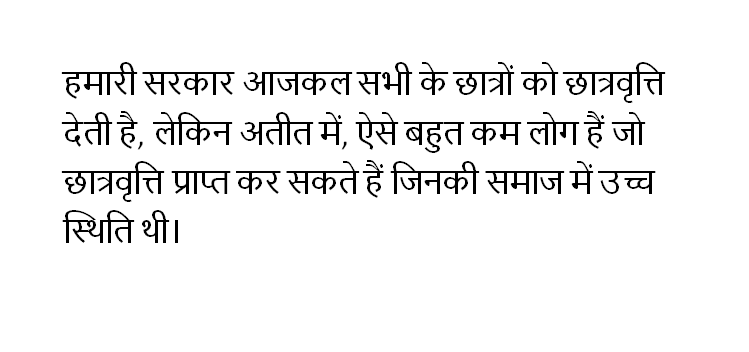 हमारी सरकार आजकल सभी के छात्रों को छात्रवृत्ति
देती है, लेकिन अतीत में, ऐसे बहुत कम लोग हैं जो
छात्रवृत्ति प्राप्त कर सकते हैं जिनकी समाज में उच्च
स्थिति थी।